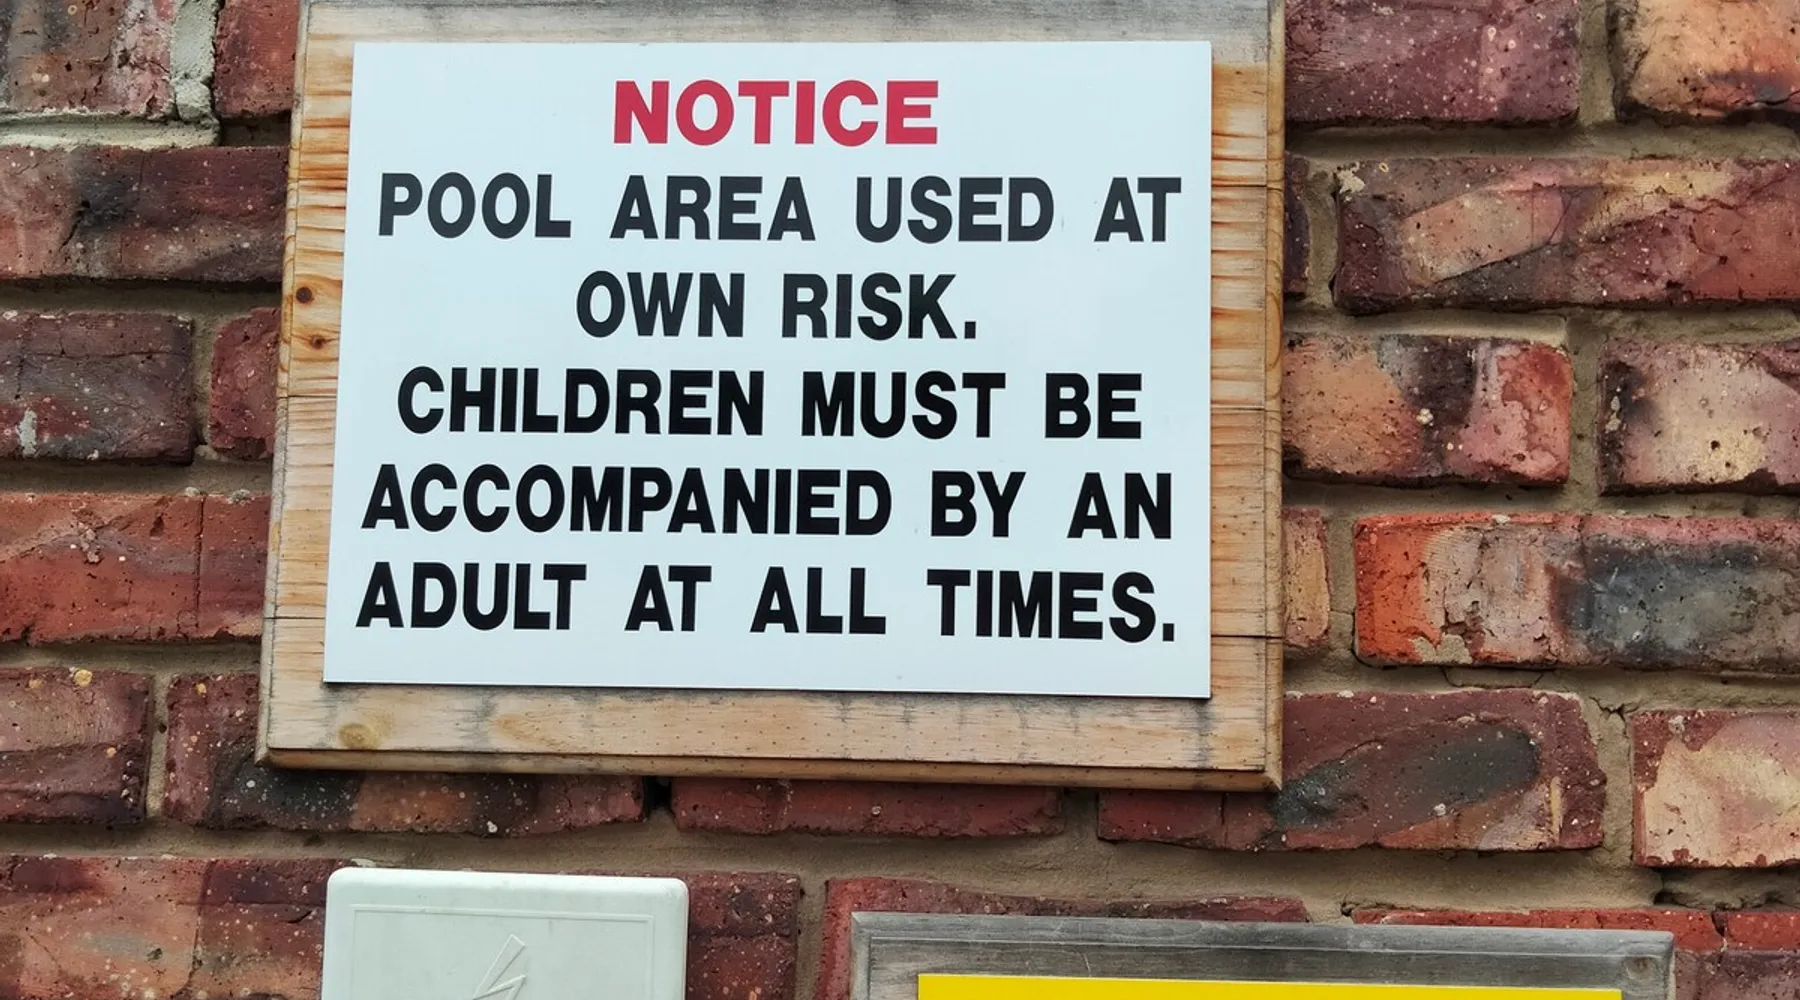 NOTICE
POOL AREA USED AT
OWN RISK.
CHILDREN MUST BE
ACCOMPANIED BY AN
ADULT AT ALL TIMES.